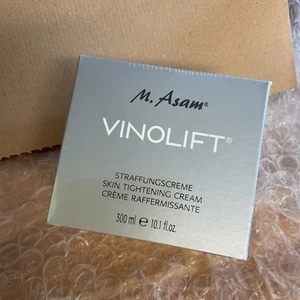 M. Asam®
VINOLIFT®
STRAFFUNGSCREME
SKIN TIGHTENING CREAM
CRÈME RAFFERMISSANTE
300 ml ℮ 10.1 fl.oz.